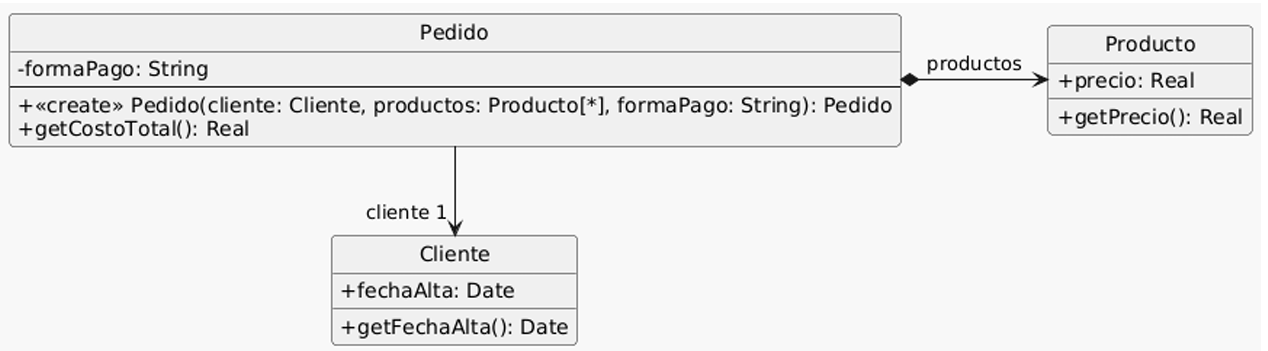 Pedido
-formaPago: String
+«create» Pedido(cliente: Cliente, productos: Producto[*], formaPago: String): Pedido
+getCostoTotal(): Real
productos
Producto
+precio: Real
+getPrecio(): Real
cliente 1
Cliente
+fechaAlta: Date
+getFechaAlta(): Date